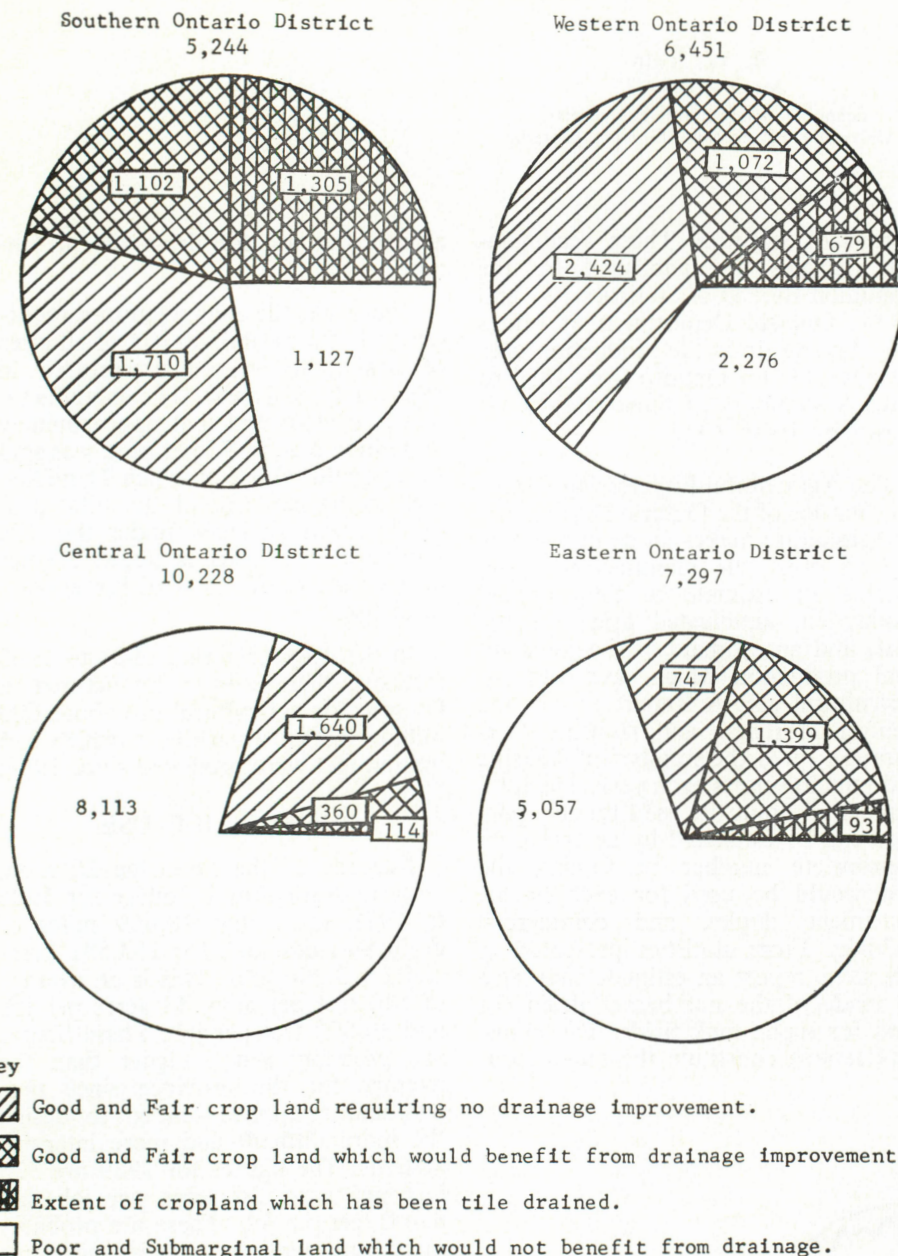 Southern Ontario District
5,244
1,102
1,305
1,710
1,127
Western Ontario District
6,451
1,072
679
2,424
2,276
Central Ontario District
10,228
1,640
8,113
360
114
Eastern Ontario District
7,297
747
1,399
5,057
93
ey
Good and Fair crop land requiring no drainage improvement.
Good and Fair crop land which would benefit from drainage improvement
Extent of cropland which has been tile drained.
Poor and Submarginal land which would not benefit from drainage.